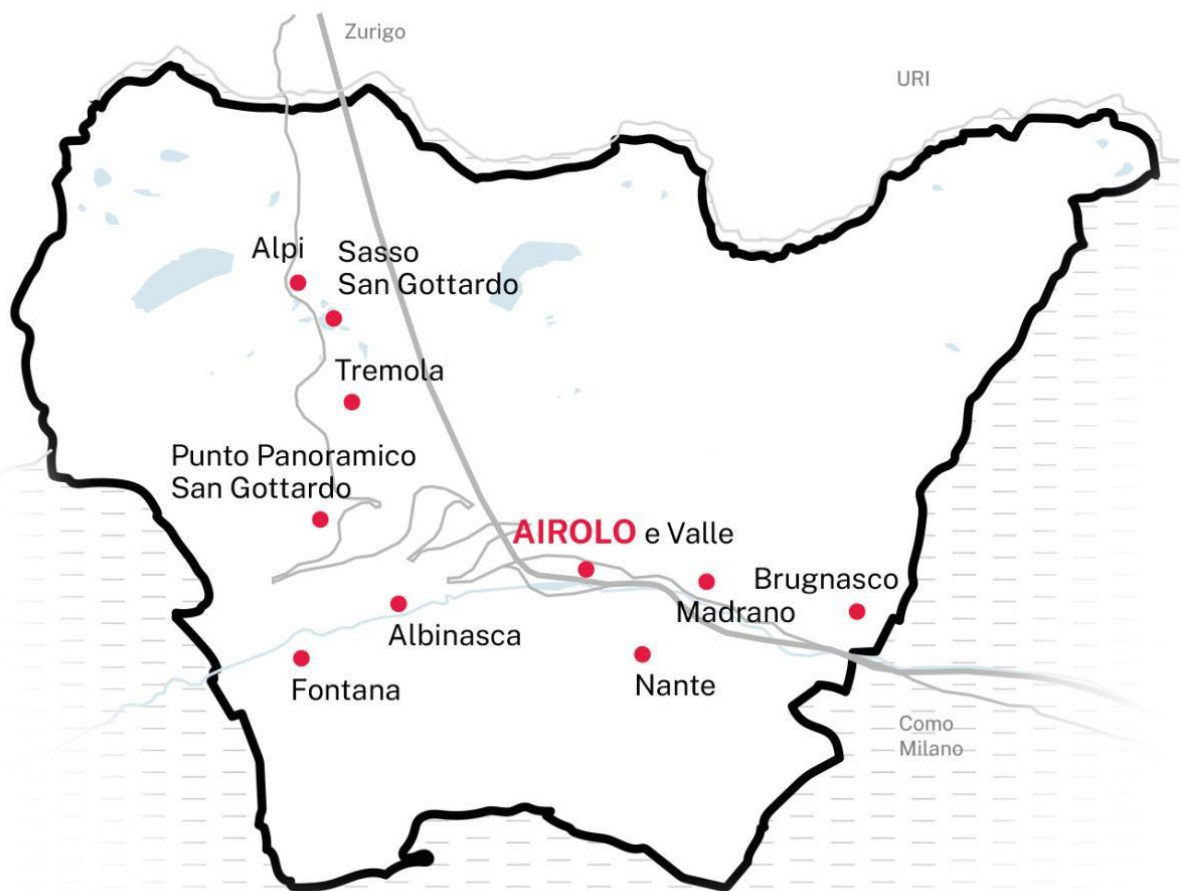 Zurigo
URI
Alpi
Sasso
San Gottardo
Tremola
Punto Panoramico
San Gottardo
AIROLO e Valle
Brugnasco
Madrano
Albinasca
Fontana
Nante
Como
Milano